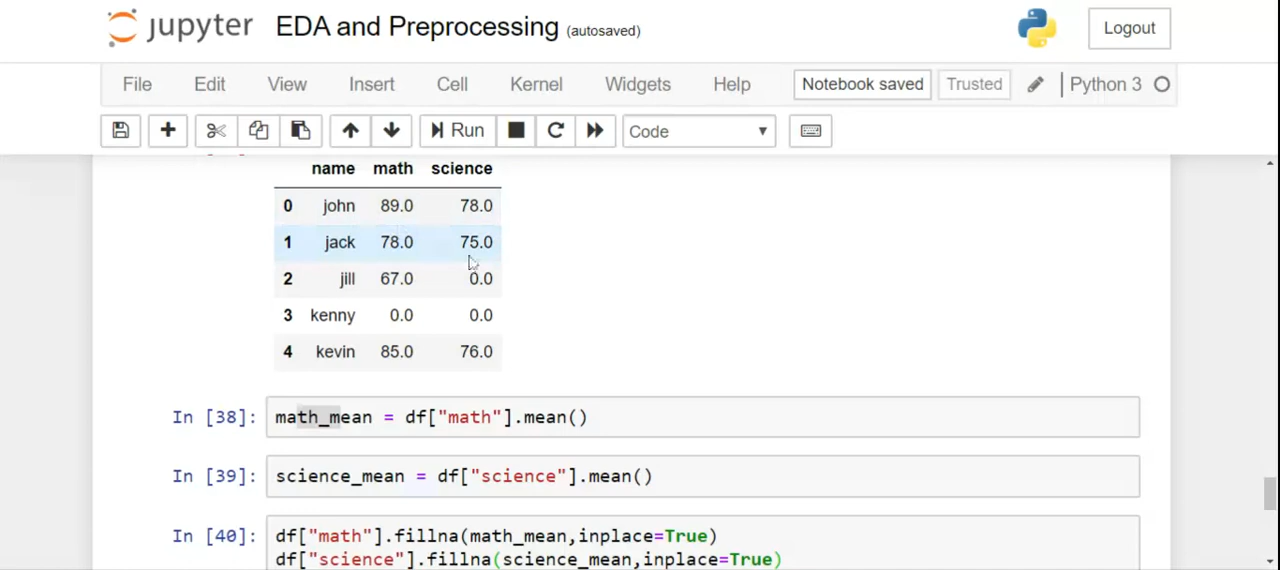 jupyter EDA and Preprocessing (autosaved) Logout
File Edit View Insert Cell Kernel Widgets Help Notebook saved Trusted Python 3
Run Code
name math science
0 john 89.0 78.0
1 jack 78.0 75.0
2 jill 67.0 0.0
3 kenny 0.0 0.0
4 kevin 85.0 76.0
In [38]: math_mean = df["math"].mean()
In [39]: science_mean = df["science"].mean()
In [40]: df["math"].fillna(math_mean,inplace=True)
df["science"].fillna(science_mean,inplace=True)